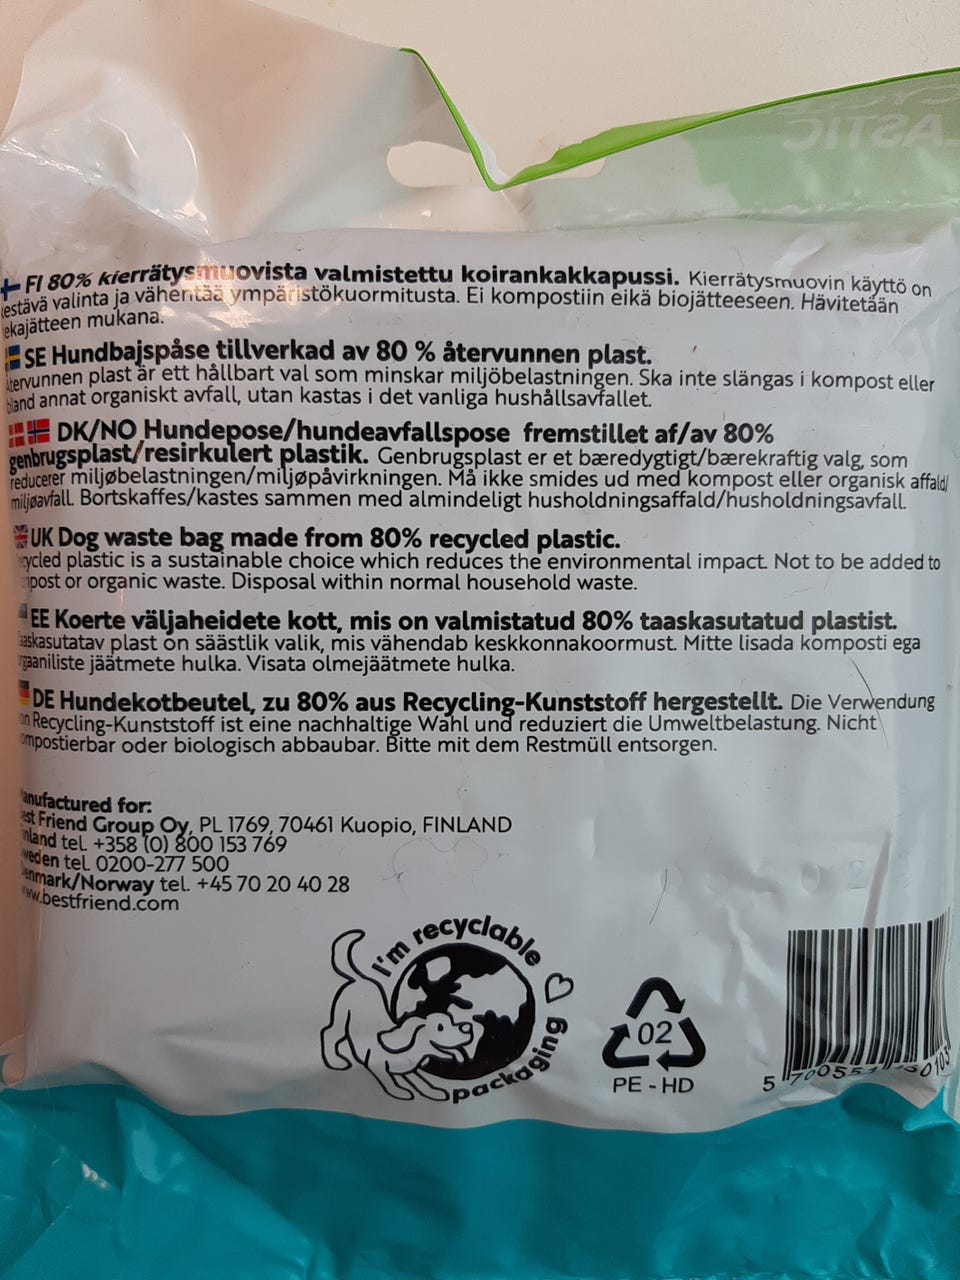 FI 80% kierrätysmuovista valmistettu koirankakkapussi. Kierrätysmuovin käyttö on
kestävä valinta ja vähentää ympäristökuormitusta. Ei kompostiin eikä biojätteeseen. Hävitetään
sekajätteen mukana.
SE Hundbajspåse tillverkad av 80 % återvunnen plast.
Återvunnen plast är ett hållbart val som minskar miljöbelastningen. Ska inte slängas i kompost eller
bland annat organiskt avfall, utan kastas i det vanliga hushållsavfallet.
DK/NO Hundepose/hundeavfallspose fremstillet af/av 80%
genbrugsplast/resirkulert plastik. Genbrugsplast er et bæredygtigt/bærekraftig valg, som
reducerer miljøbelastningen/miljøpåvirkningen. Må ikke smides ud med kompost eller organisk affald/
miljøavfall. Bortskaffes/kastes sammen med almindeligt husholdningsaffald/husholdningsavfall.
UK Dog waste bag made from 80% recycled plastic.
Recycled plastic is a sustainable choice which reduces the environmental impact. Not to be added to
compost or organic waste. Disposal within normal household waste.
EE Koerte väljaheidete kott, mis on valmistatud 80% taaskasutatud plastist.
Taaskasutatav plast on säästlik valik, mis vähendab keskkonnakoormust. Mitte lisada komposti ega
orgaaniliste jäätmete hulka. Visata olmejäätmete hulka.
DE Hundekotbeutel, zu 80% aus Recycling-Kunststoff hergestellt. Die Verwendung
von Recycling-Kunststoff ist eine nachhaltige Wahl und reduziert die Umweltbelastung. Nicht
kompostierbar oder biologisch abbaubar. Bitte mit dem Restmüll entsorgen.
Manufactured for:
Best Friend Group Oy, PL 1769, 70461 Kuopio, FINLAND
Finland tel. +358 (0) 800 153 769
Sweden tel. 0200-277 500
Denmark/Norway tel. +45 70 20 40 28
www.bestfriend.com
I'm recyclable
packaging
02
PE - HD